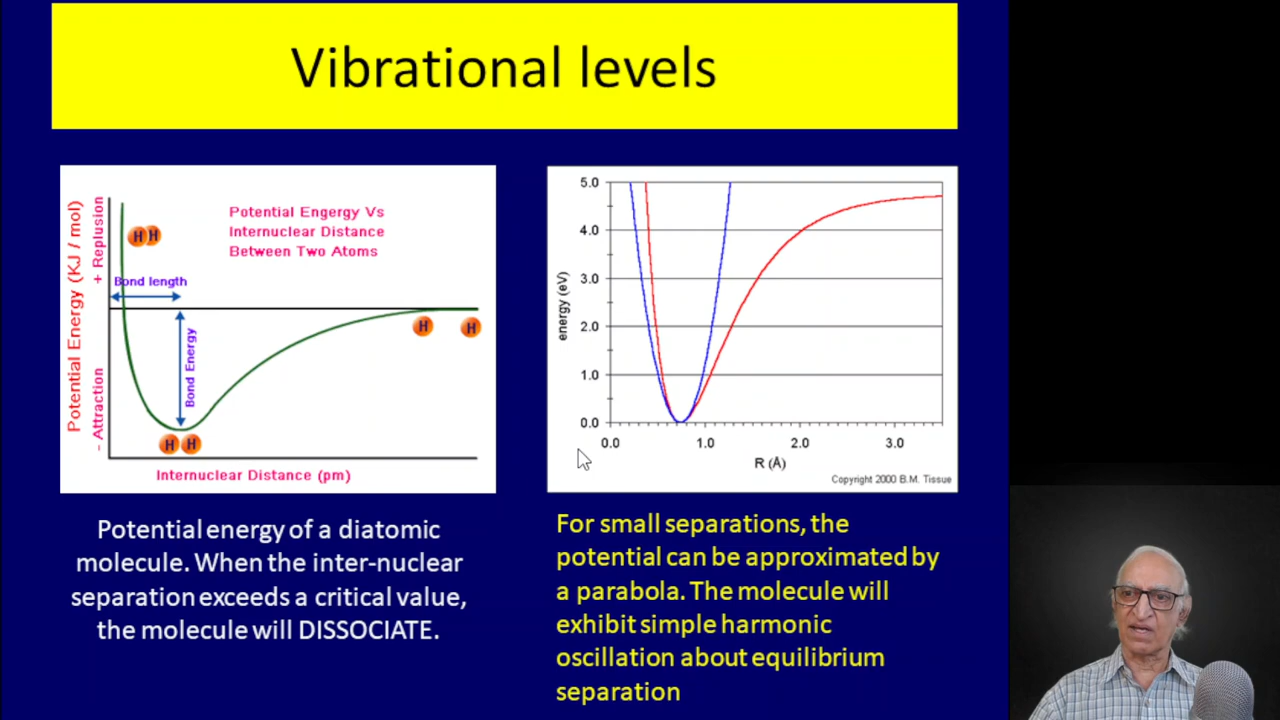 Vibrational levels
Potential Energy (KJ / mol)
- Attraction
+ Replusion
Potential Engergy Vs
Internuclear Distance
Between Two Atoms
H H
Bond length
Bond Energy
H H
H H
Internuclear Distance (pm)
energy (eV)
5.0
4.0
3.0
2.0
1.0
0.0
0.0 1.0 2.0 3.0
R (Å)
Copyright 2000 B.M. Tissue
Potential energy of a diatomic
molecule. When the inter-nuclear
separation exceeds a critical value,
the molecule will DISSOCIATE.
For small separations, the
potential can be approximated by
a parabola. The molecule will
exhibit simple harmonic
oscillation about equilibrium
separation